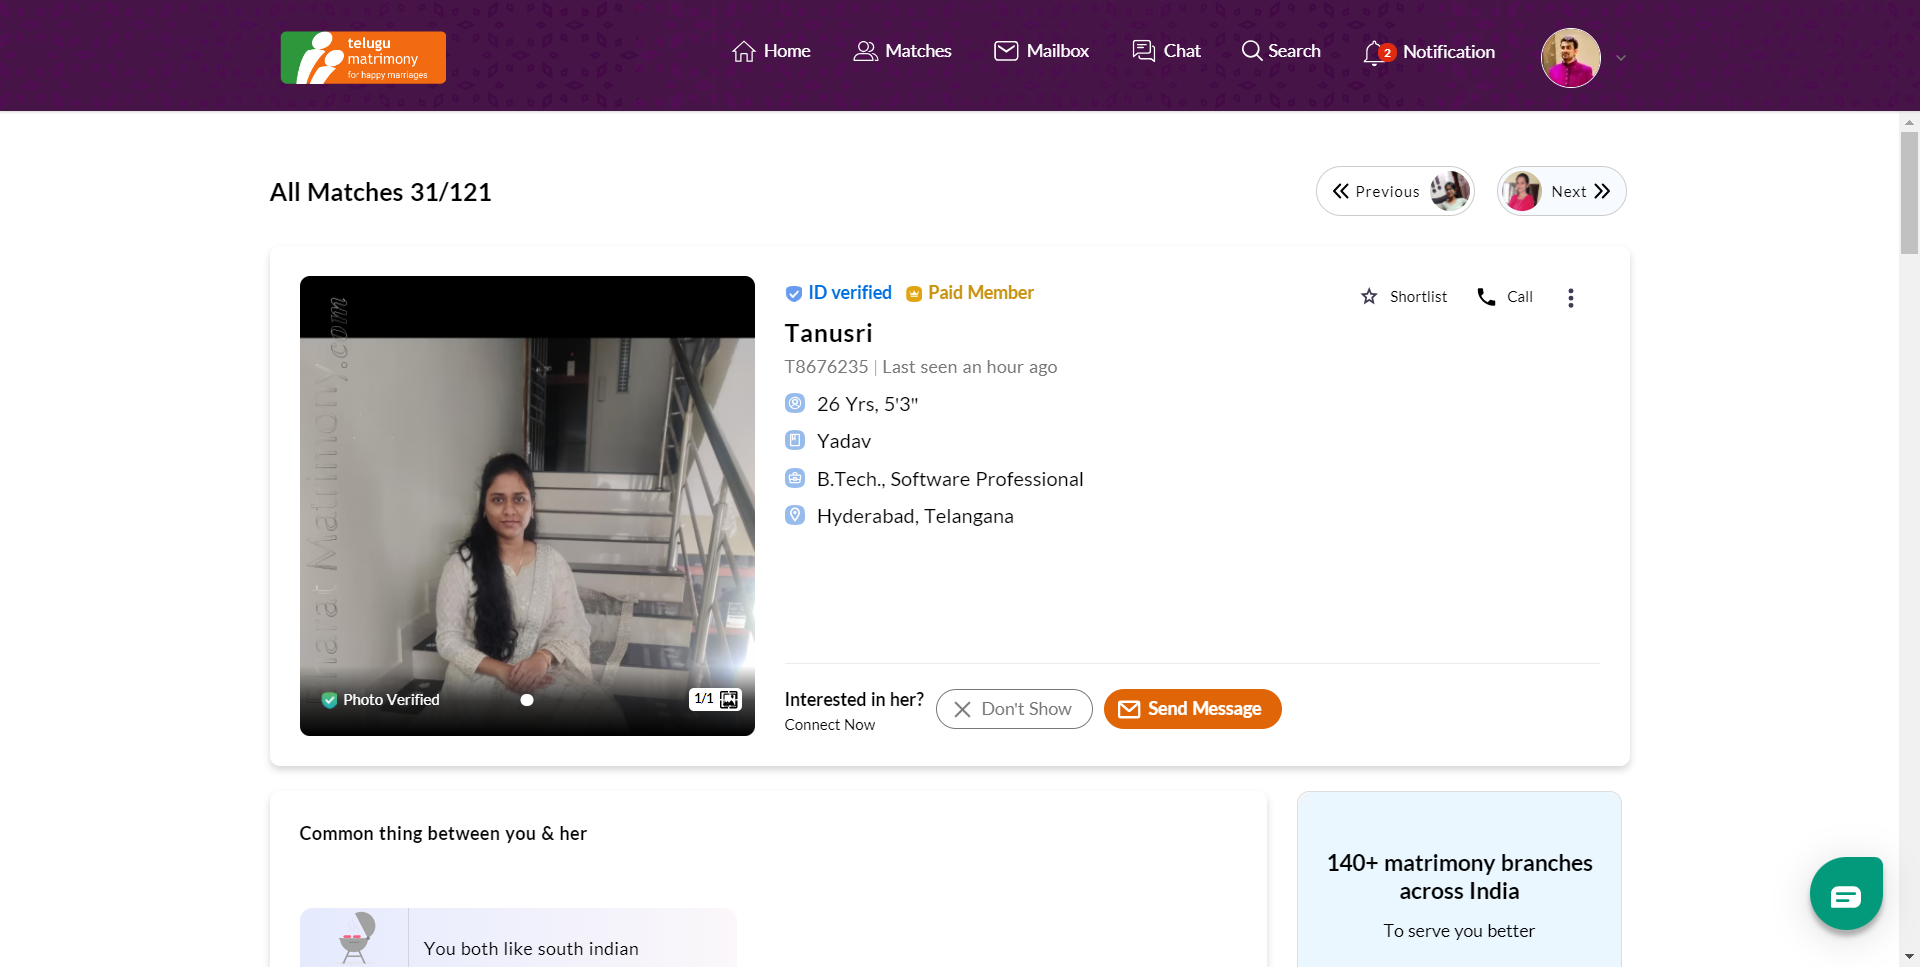 telugu
matrimony
for happy marriages
Home
Matches
Mailbox
Chat
Search
2
Notification
All Matches 31/121
Previous
Next
ID verified
Paid Member
Shortlist
Call
Tanusri
T8676235 | Last seen an hour ago
26 Yrs, 5'3"
Yadav
B.Tech., Software Professional
Hyderabad, Telangana
harat Matrimony.com
Photo Verified
1/1
Interested in her?
Connect Now
Don't Show
Send Message
Common thing between you & her
You both like south indian
140+ matrimony branches
across India
To serve you better